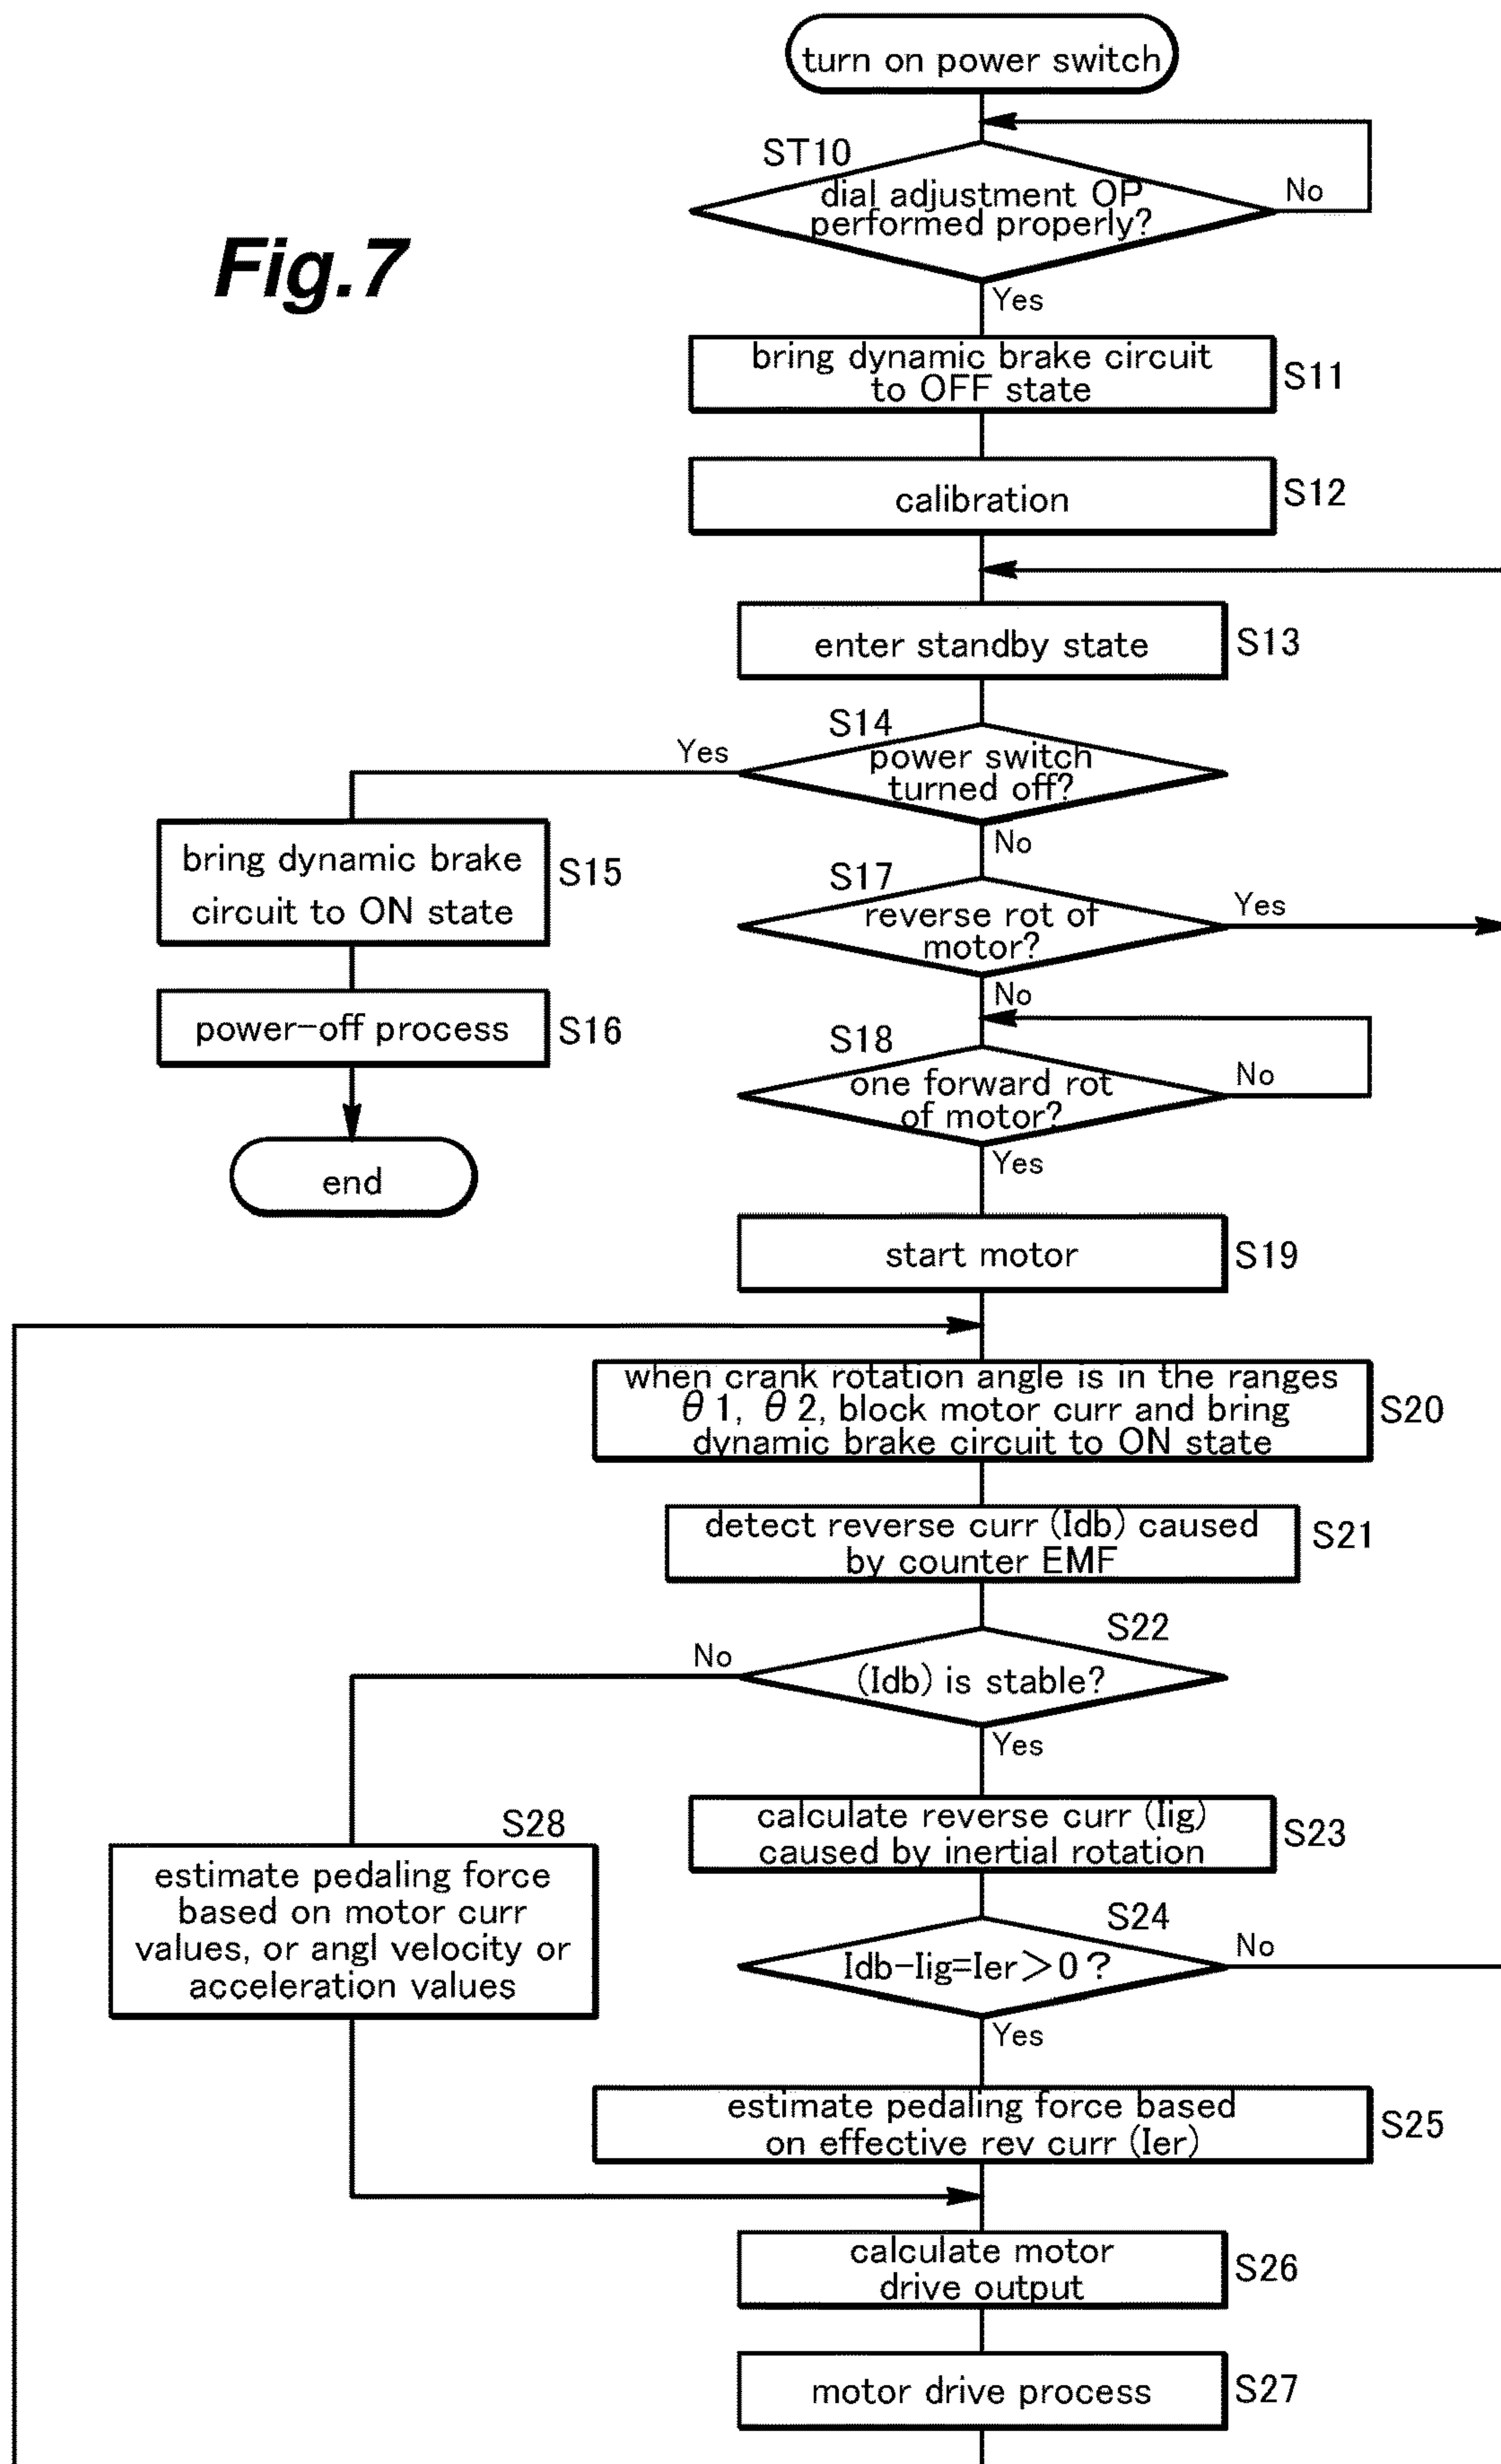 turn on power switch
ST10
dial adjustment OP
performed properly?
No
Fig.7
Yes
bring dynamic brake circuit
to OFF state
S11
calibration
S12
enter standby state
S13
S14
Yes
power switch
turned off?
No
bring dynamic brake
circuit to ON state
S15
S17
reverse rot of
motor?
Yes
No
power-off process
S16
S18
one forward rot
of motor?
No
Yes
end
start motor
S19
when crank rotation angle is in the ranges
θ1, θ2, block motor curr and bring
dynamic brake circuit to ON state
S20
detect reverse curr (Idb) caused
by counter EMF
S21
S22
No
(Idb) is stable?
Yes
calculate reverse curr (Iig)
caused by inertial rotation
S23
S28
estimate pedaling force
based on motor curr
values, or angl velocity or
acceleration values
S24
Idb-Iig=Ier>0?
No
Yes
estimate pedaling force based
on effective rev curr (Ier)
S25
calculate motor
drive output
S26
motor drive process
S27